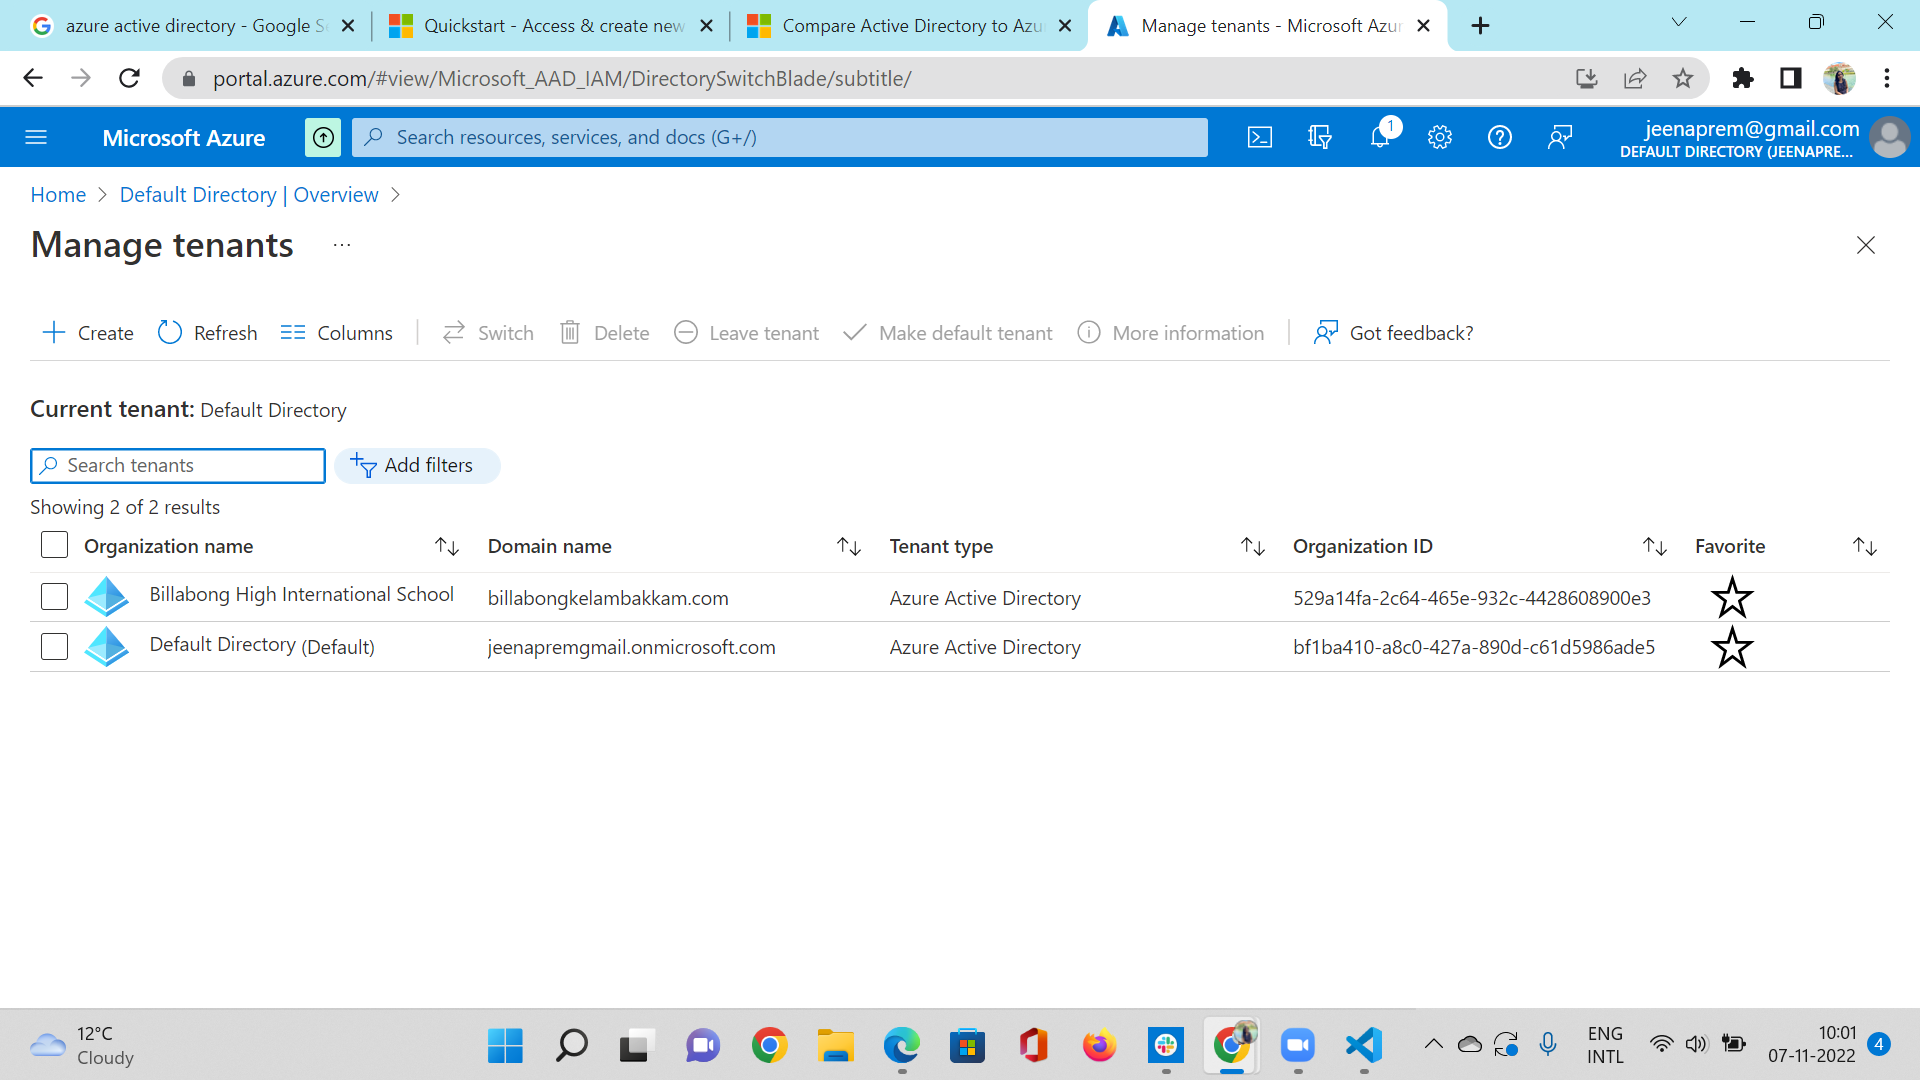 azure active directory - Google Se
Quickstart - Access & create new
Compare Active Directory to Azu
Manage tenants - Microsoft Azur
portal.azure.com/#view/Microsoft_AAD_IAM/DirectorySwitchBlade/subtitle/
Microsoft Azure
Search resources, services, and docs (G+/)
1
jeenaprem@gmail.com
DEFAULT DIRECTORY (JEENAPRE...
Home > Default Directory | Overview >
Manage tenants ...
Create Refresh Columns Switch Delete Leave tenant Make default tenant More information Got feedback?
Current tenant: Default Directory
Search tenants Add filters
Showing 2 of 2 results
Organization name Domain name Tenant type Organization ID Favorite
Billabong High International School billabongkelambakkam.com Azure Active Directory 529a14fa-2c64-465e-932c-4428608900e3
Default Directory (Default) jeenapremgmail.onmicrosoft.com Azure Active Directory bf1ba410-a8c0-427a-890d-c61d5986ade5
12°C
Cloudy
ENG
INTL
10:01
07-11-2022
4